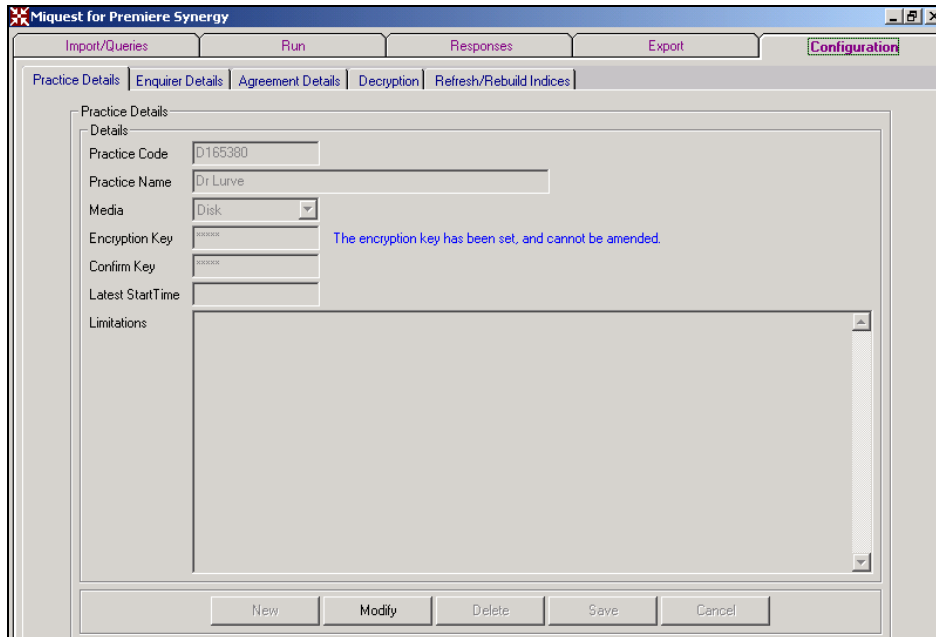 Miquest for Premiere Synergy
Import/Queries Run Responses Export Configuration
Practice Details Enquirer Details Agreement Details Decryption Refresh/Rebuild Indices
Practice Details
Details
Practice Code D165380
Practice Name Dr Lurve
Media Disk
Encryption Key ××××× The encryption key has been set, and cannot be amended.
Confirm Key ×××××
Latest StartTime
Limitations
New Modify Delete Save Cancel